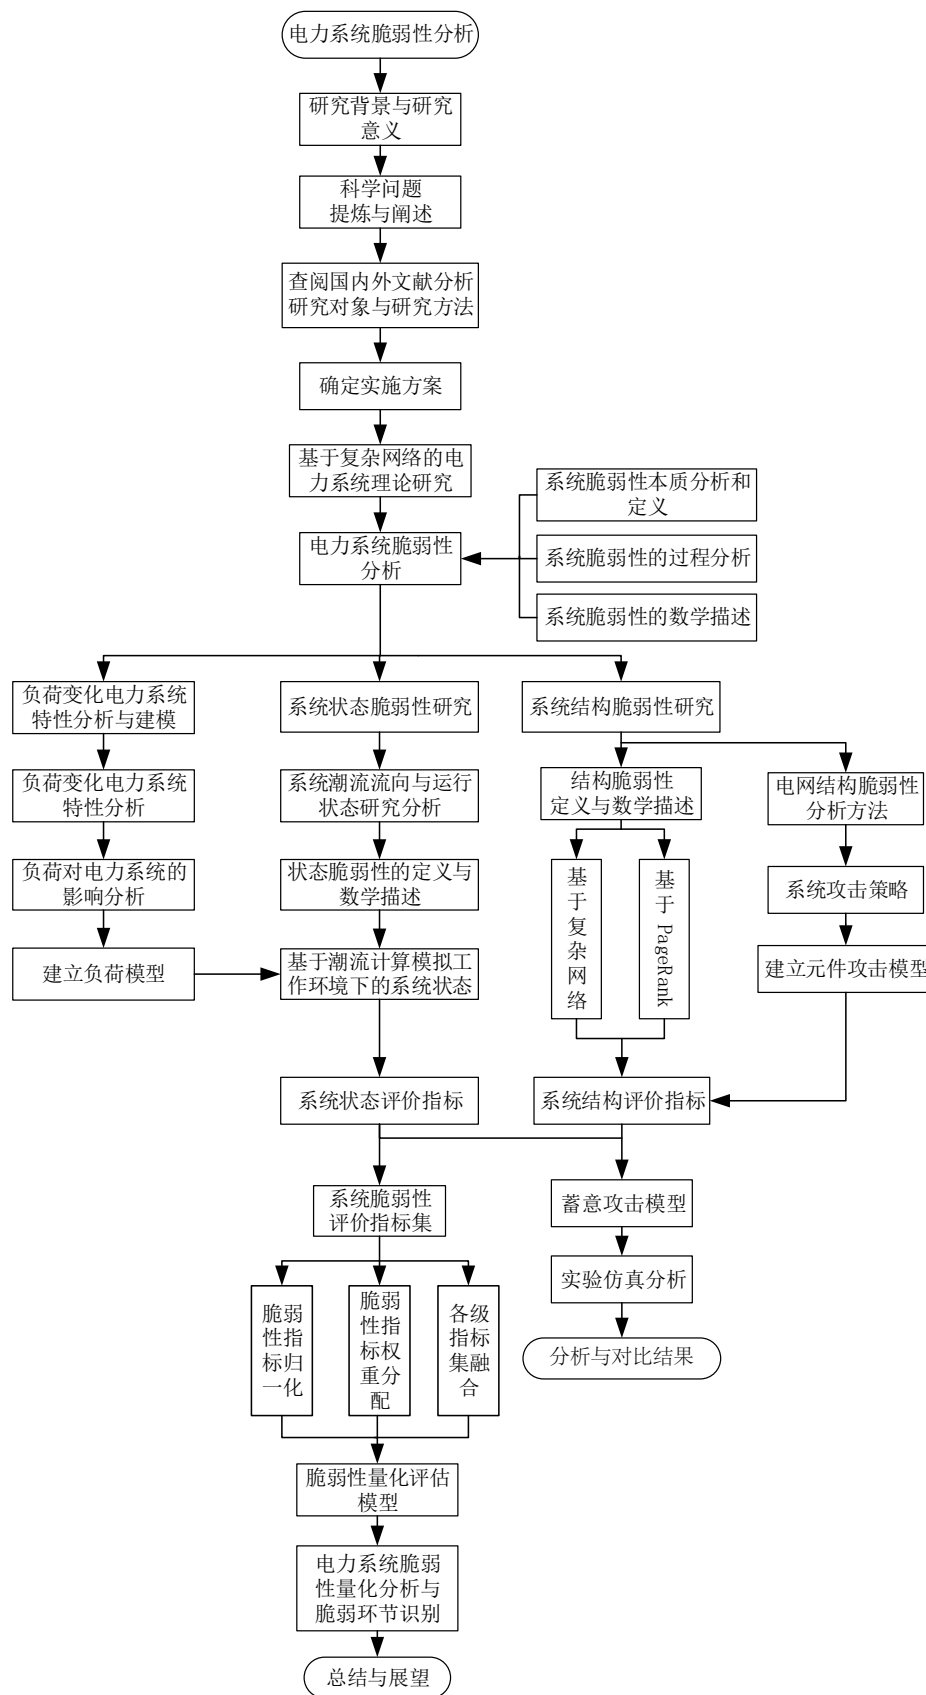 电力系统脆弱性分析
研究背景与研究
意义
科学问题
提炼与阐述
查阅国内外文献分析
研究对象与研究方法
确定实施方案
基于复杂网络的电
力系统理论研究
系统脆弱性本质分析和
定义
电力系统脆弱性
分析
系统脆弱性的过程分析
系统脆弱性的数学描述
负荷变化电力系统
特性分析与建模
系统状态脆弱性研究
系统结构脆弱性研究
负荷变化电力系统
特性分析
系统潮流流向与运行
状态研究分析
结构脆弱性
定义与数学描述
电网结构脆弱性
分析方法
负荷对电力系统的
影响分析
状态脆弱性的定义与
数学描述
基于复杂网络
基于 PageRank
系统攻击策略
建立负荷模型
基于潮流计算模拟工
作环境下的系统状态
建立元件攻击模型
系统状态评价指标
系统结构评价指标
系统脆弱性
评价指标集
蓄意攻击模型
实验仿真分析
分析与对比结果
脆弱
性指
标归
一化
脆弱
性指
标权
重分
配
各级
指标
集融
合
脆弱性量化评估
模型
电力系统脆弱
性量化分析与
脆弱环节识别
总结与展望